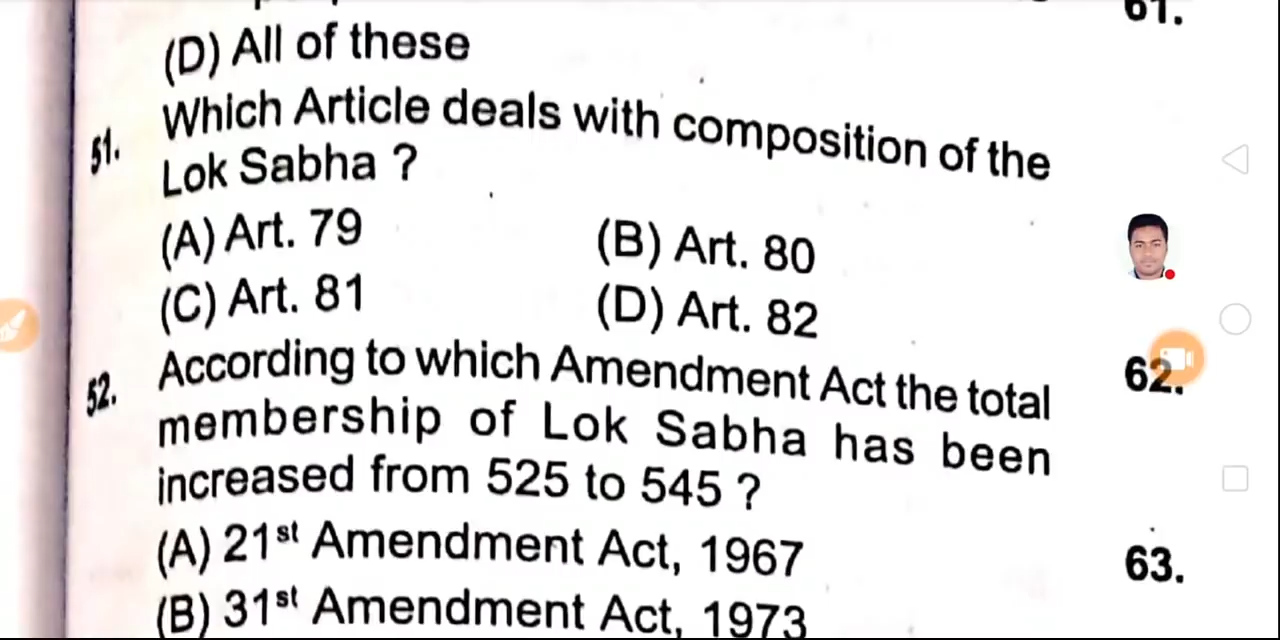 (D) All of these
61.
51. Which Article deals with composition of the
Lok Sabha ?
(A) Art. 79 (B) Art. 80
(C) Art. 81 (D) Art. 82
52. According to which Amendment Act the total
membership of Lok Sabha has been
increased from 525 to 545 ?
(A) 21st Amendment Act, 1967
(B) 31st Amendment Act, 1973
62.
63.